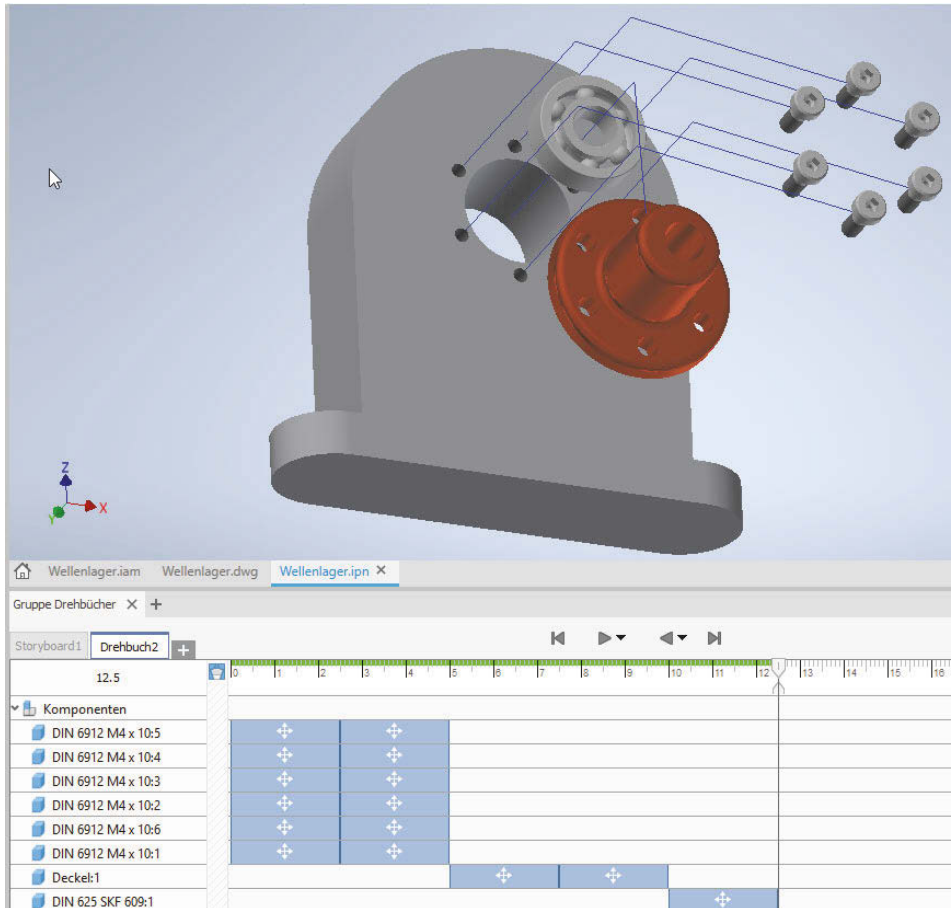 Z
X
Y
Wellenlager.iam Wellenlager.dwg Wellenlager.ipn
Gruppe Drehbücher
Storyboard1 Drehbuch2
12.5 0 1 2 3 4 5 6 7 8 9 10 11 12 13 14 15 16
Komponenten
DIN 6912 M4 x 10:5
DIN 6912 M4 x 10:4
DIN 6912 M4 x 10:3
DIN 6912 M4 x 10:2
DIN 6912 M4 x 10:6
DIN 6912 M4 x 10:1
Deckel:1
DIN 625 SKF 609:1